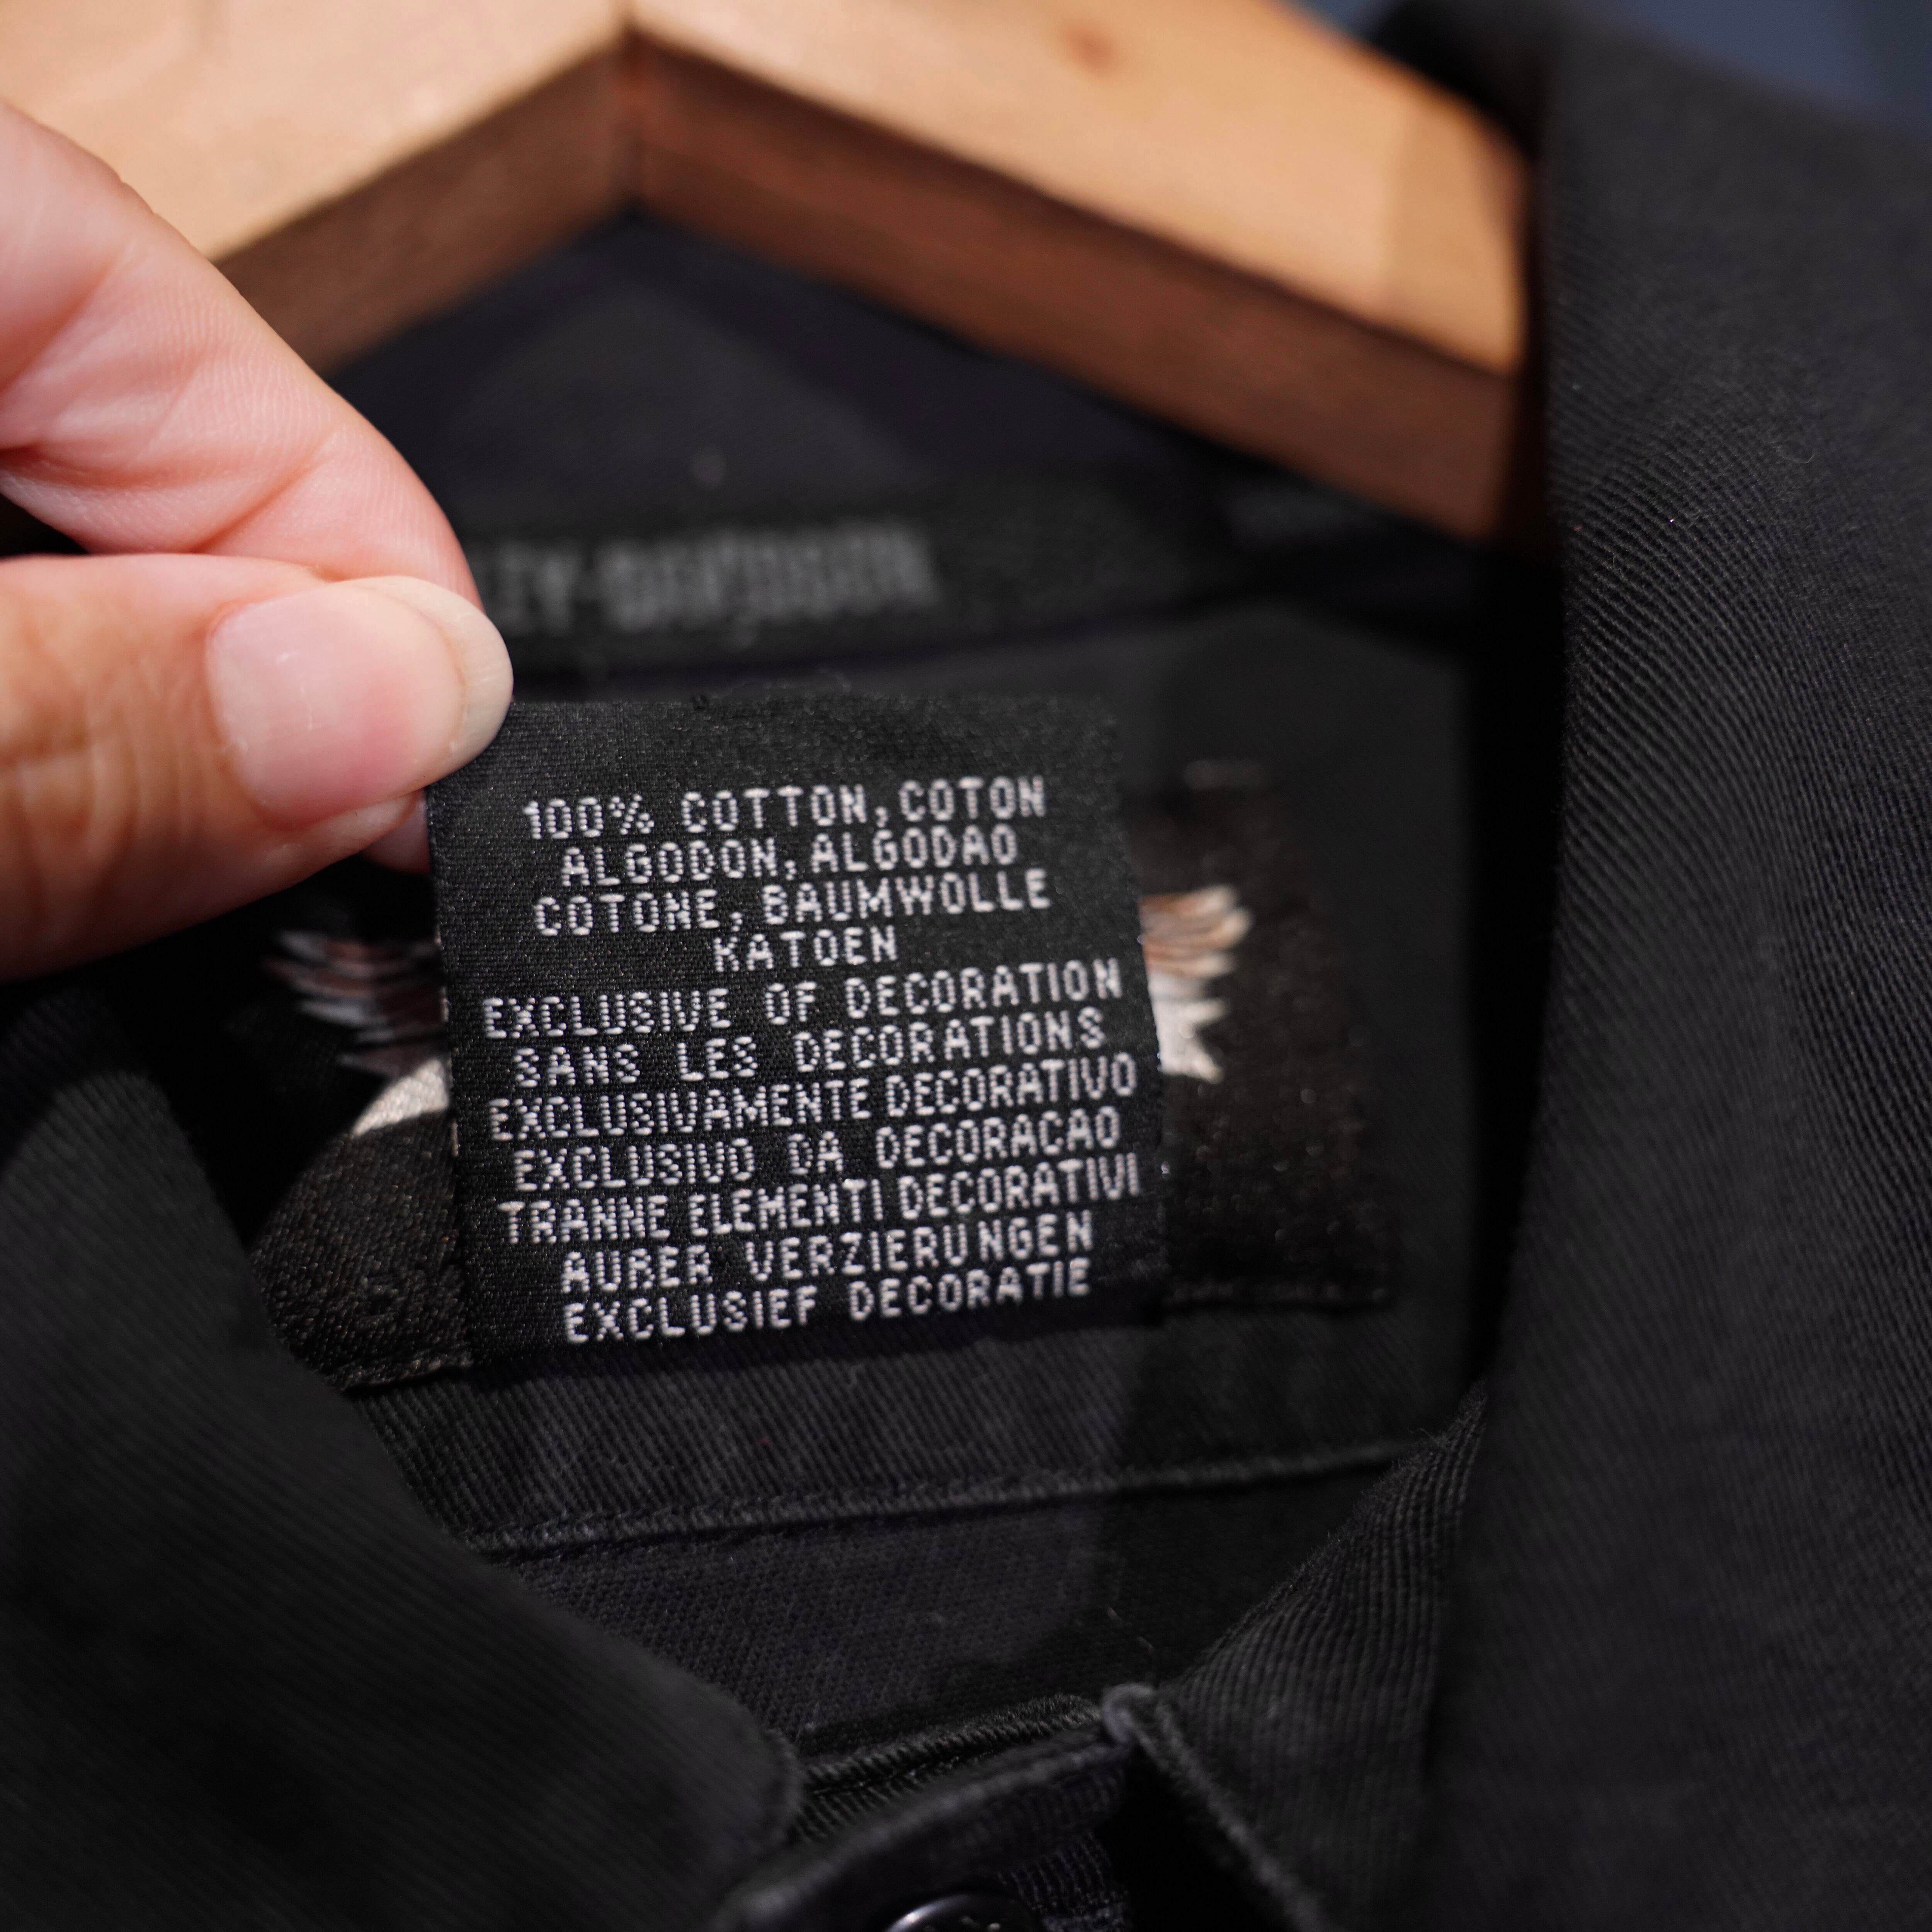 100% COTTON, COTON
ALGODON, ALGODAO
COTONE, BAUMWOLLE
KATOEN
EXCLUSIVE OF DECORATION
SANS LES DECORATIONS
EXCLUSIVAMENTE DECORATIVO
EXCLUSIVO DA DECORACAO
TRANNE ELEMENTI DECORATIVI
AUBER VERZIERUNGEN
EXCLUSIEF DECORATIE